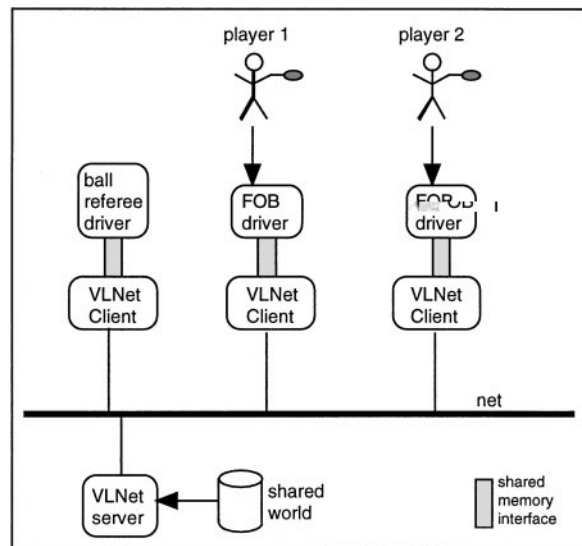 player 1
player 2
ball
referee
driver
FOB
driver
driver
VLNet
Client
VLNet
Client
VLNet
Client
net
VLNet
server
shared
world
shared
memory
interface